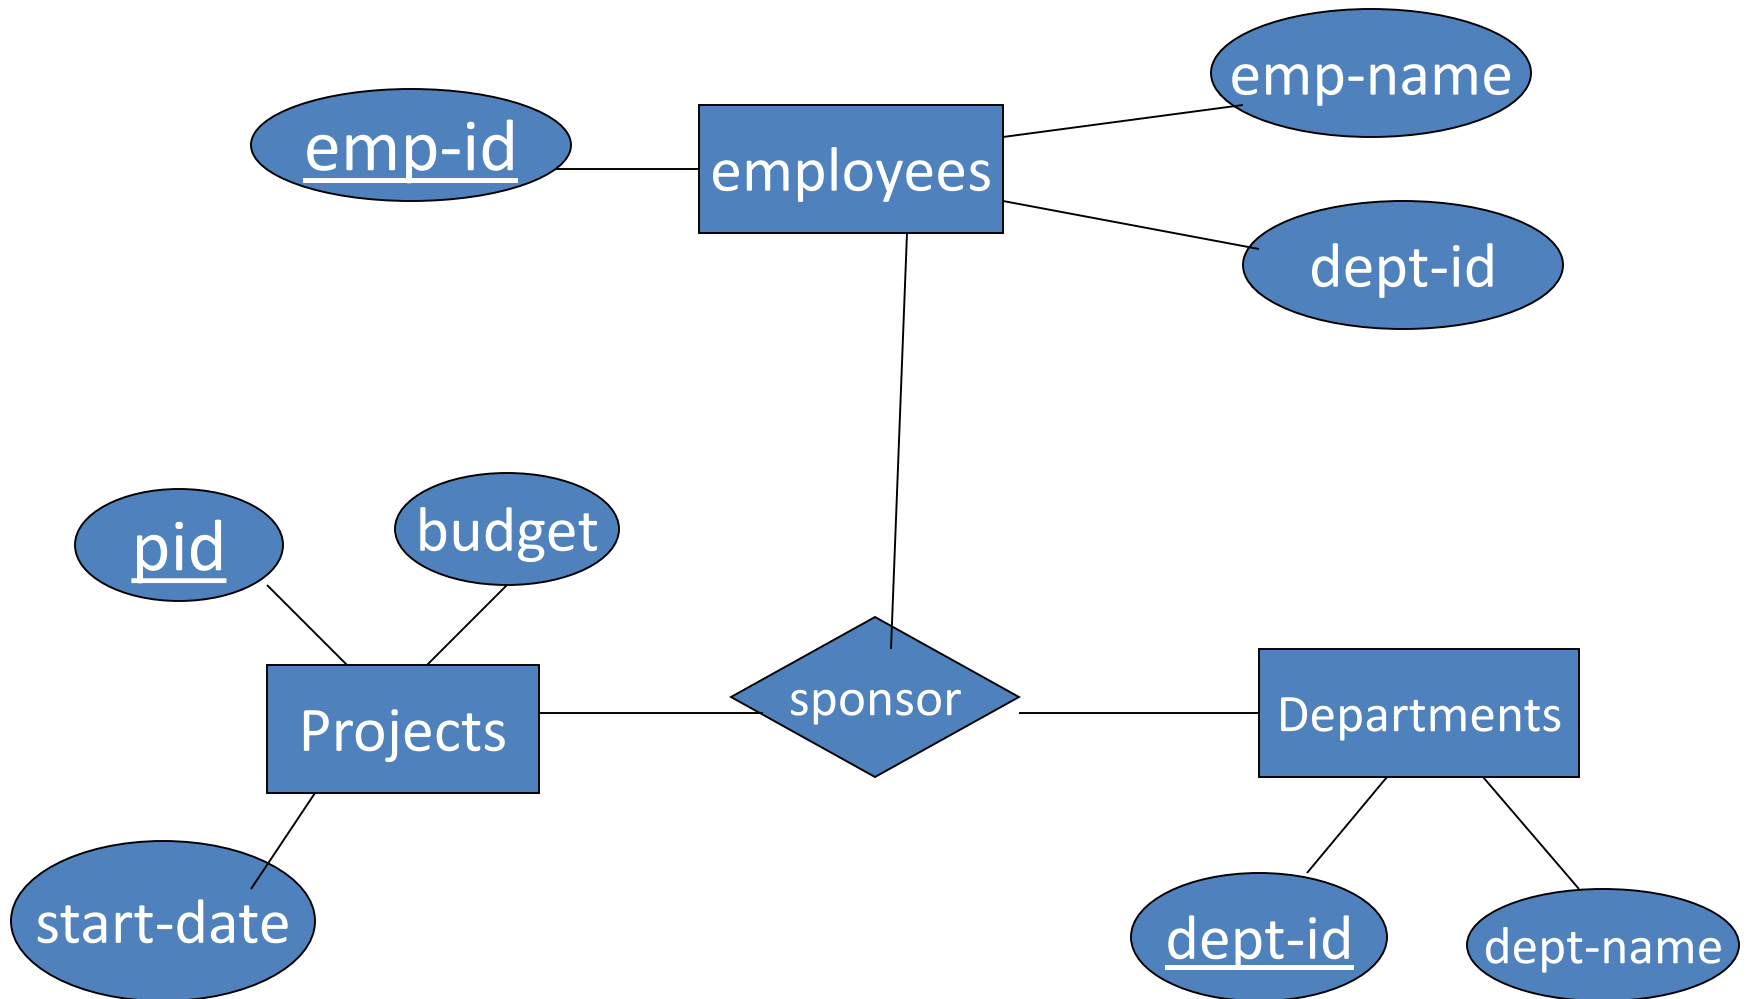 emp-name
emp-id
employees
dept-id
pid
budget
sponsor
Projects
Departments
start-date
dept-id
dept-name